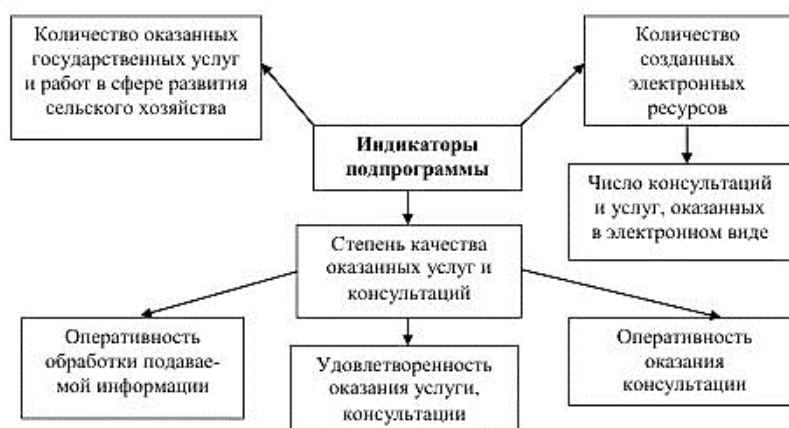 Количество оказанных
государственных услуг
и работ в сфере развития
сельского хозяйства
Количество
созданных
электронных
ресурсов
Индикаторы
подпрограммы
Число консультаций
и услуг, оказанных
в электронном виде
Степень качества
оказанных услуг и
консультаций
Оперативность
обработки подавае-
мой информации
Удовлетворенность
оказания услуги,
консультации
Оперативность
оказания
консультации